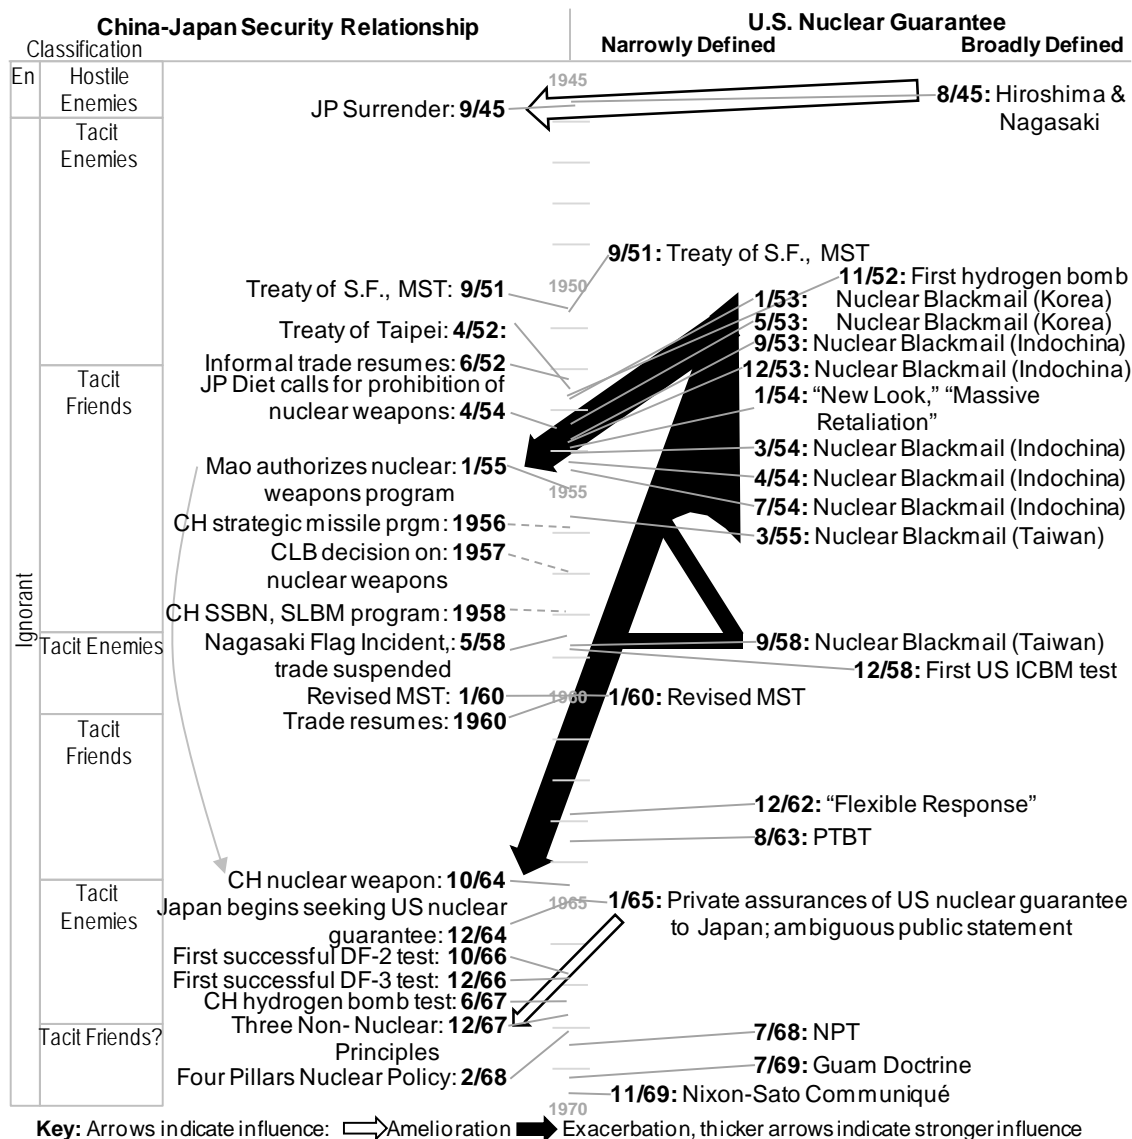 China-Japan Security Relationship
U.S. Nuclear Guarantee
Classification
Narrowly Defined
Broadly Defined
En
Hostile
Enemies
1945
JP Surrender: 9/45
8/45: Hiroshima &
Nagasaki
Tacit
Enemies
9/51: Treaty of S.F., MST
11/52: First hydrogen bomb
Treaty of S.F., MST: 9/51
1950
1/53: Nuclear Blackmail (Korea)
Treaty of Taipei: 4/52:
5/53: Nuclear Blackmail (Korea)
9/53: Nuclear Blackmail (Indochina)
Informal trade resumes: 6/52
12/53: Nuclear Blackmail (Indochina)
Tacit
Friends
JP Diet calls for prohibition of
nuclear weapons: 4/54
1/54: “New Look,” “Massive
Retaliation”
3/54: Nuclear Blackmail (Indochina)
Mao authorizes nuclear: 1/55
weapons program
4/54: Nuclear Blackmail (Indochina)
1955
7/54: Nuclear Blackmail (Indochina)
CH strategic missile prgm: 1956
3/55: Nuclear Blackmail (Taiwan)
CLB decision on: 1957
nuclear weapons
Ignorant
CH SSBN, SLBM program: 1958
Tacit Enemies
Nagasaki Flag Incident,: 5/58
trade suspended
9/58: Nuclear Blackmail (Taiwan)
12/58: First US ICBM test
Revised MST: 1/60
1960
1/60: Revised MST
Trade resumes: 1960
Tacit
Friends
12/62: “Flexible Response”
8/63: PTBT
CH nuclear weapon: 10/64
Tacit
Enemies
Japan begins seeking US nuclear
guarantee: 12/64
1965
1/65: Private assurances of US nuclear guarantee
to Japan; ambiguous public statement
First successful DF-2 test: 10/66
First successful DF-3 test: 12/66
CH hydrogen bomb test: 6/67
Tacit Friends?
Three Non- Nuclear: 12/67
Principles
7/68: NPT
Four Pillars Nuclear Policy: 2/68
7/69: Guam Doctrine
11/69: Nixon-Sato Communiqué
1970
Key: Arrows indicate influence: Amelioration Exacerbation, thicker arrows indicate stronger influence